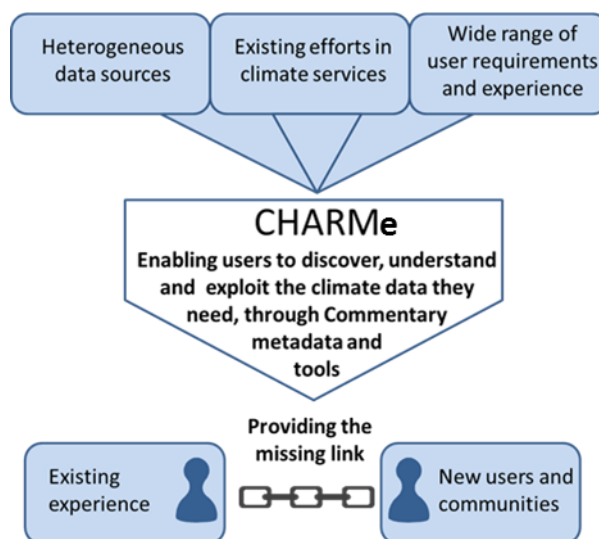 Heterogeneous
data sources
Existing efforts in
climate services
Wide range of
user requirements
and experience
CHARMe
Enabling users to discover, understand
and exploit the climate data they
need, through Commentary
metadata and
tools
Providing the
missing link
Existing
experience
New users and
communities